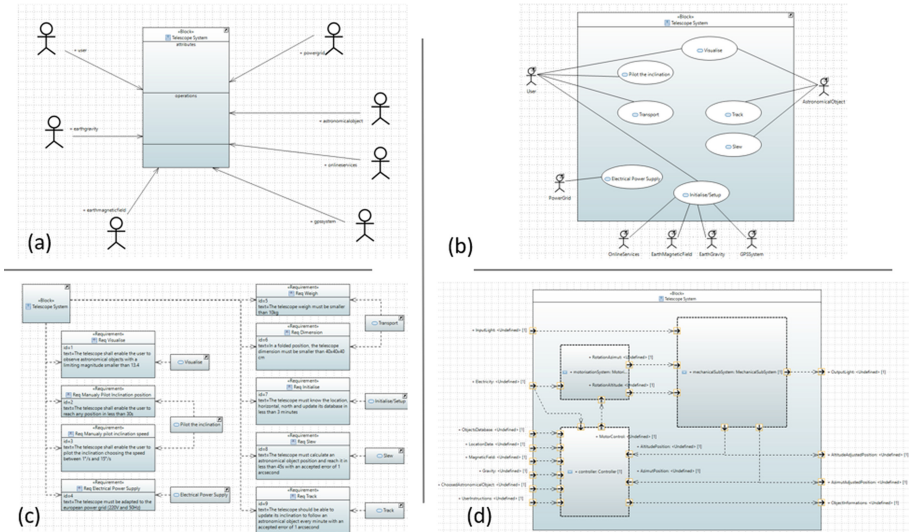 «Block»
Telescope System
attributes
operations
+ user
+ powergrid
+ earthgravity
+ astronomicalobject
+ onlineservices
+ earthmagneticfield
+ gpsystem
(a)
«Block»
Telescope System
Visualise
Pilot the inclination
User
AstronomicalObject
Transport
Track
Slew
Electrical Power Supply
PowerGrid
Initialise/Setup
OnlineServices
EarthMagneticField
EarthGravity
GPSSystem
(b)
«Block»
Telescope System
«Requirement»
Req Visualise
id=1
text=The telescope shall enable the user to
observe astronomical objects with a
limiting magnitude smaller than 13.4
Visualise
«Requirement»
Req Manualy Pilot Inclination position
id=2
text=The telescope shall enable the user to
reach any position in less than 30s
«Requirement»
Req Manualy pilot inclination speed
id=3
text=The telescope shall enable the user to
pilot the inclination choosing the speed
between 1°/s and 15°/s
Pilot the inclination
«Requirement»
Req Electrical Power Supply
id=4
text=The telescope must be adapted to the
european power grid (220V and 50Hz)
Electrical Power Supply
«Requirement»
Req Weigh
id=5
text=The telescope weigh must be smaller
than 10kg
Transport
«Requirement»
Req Dimension
id=6
text=in a folded position, the telescope
dimension must be smaller than 40x40x40
cm
«Requirement»
Req Initialise
id=7
text=The telescope must know the location,
horizontal, north and update its database in
less than 3 minutes
Initialise/Setup
«Requirement»
Req Slew
id=8
text=The telescope must calculate an
astronomical object position and reach it in
less than 40s with an accepted error of 1
arcsecond
Slew
«Requirement»
Req Track
text=The telescope should be able to
update its inclination to follow an
astronomical object every minute with an
accepted error of 1 arcsecond
Track
(c)
«Block»
Telescope System
+ InputLight: <Undefined> [1]
+ RotationAzimut: <Undefined> [1]
+ motorisationSystem: Motori...
+ mechanicalSubSystem: MechanicalSubSystem [1]
+ OutputLight: <Undefined> [1]
+ Electricity: <Undefined> [1]
+ RotationAltitude: <Undefined> [1]
+ ObjectsDatabase: <Undefined> [1]
+ MotorControl: <Undefined> [1]
+ LocationDate: <Undefined> [1]
+ AltitudePosition: <Undefined> [1]
+ MagneticField: <Undefined> [1]
+ AltitudeAdjustedPosition: <Undefined> [1]
+ Gravity: <Undefined> [1]
+ controller: Controller [1]
+ AzimutPosition: <Undefined> [1]
+ ChoosedAstronomicalObject: <Undefined> [1]
+ AzimutAdjustedPosition: <Undefined> [1]
+ UserInstructions: <Undefined> [1]
+ ObjectInformations: <Undefined> [1]
(d)